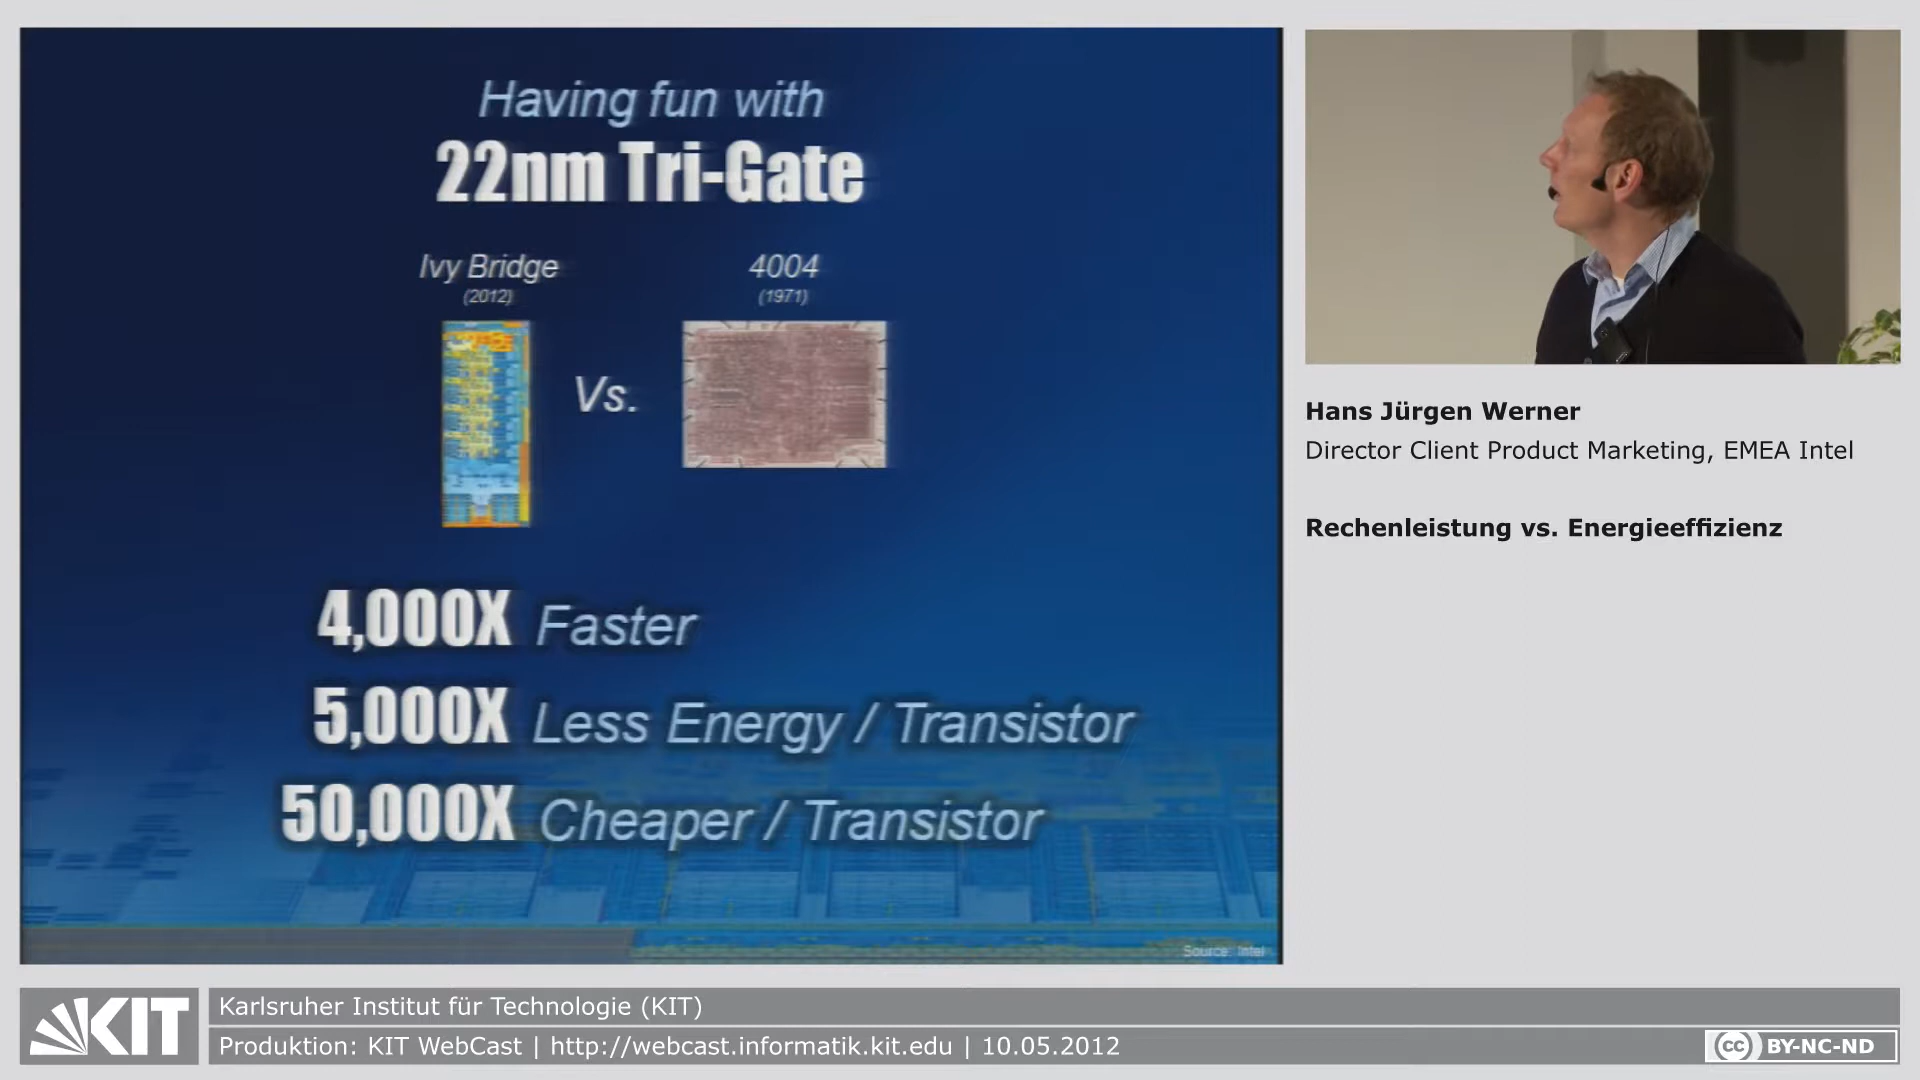 Having fun with
22nm Tri-Gate
Ivy Bridge
(2012)
4004
(1971)
Vs.
4,000X Faster
5,000X Less Energy / Transistor
50,000X Cheaper / Transistor
Source: Intel
Hans Jürgen Werner
Director Client Product Marketing, EMEA Intel
Rechenleistung vs. Energieeffizienz
KIT
Karlsruher Institut für Technologie (KIT)
Produktion: KIT WebCast | http://webcast.informatik.kit.edu | 10.05.2012
cc BY-NC-ND